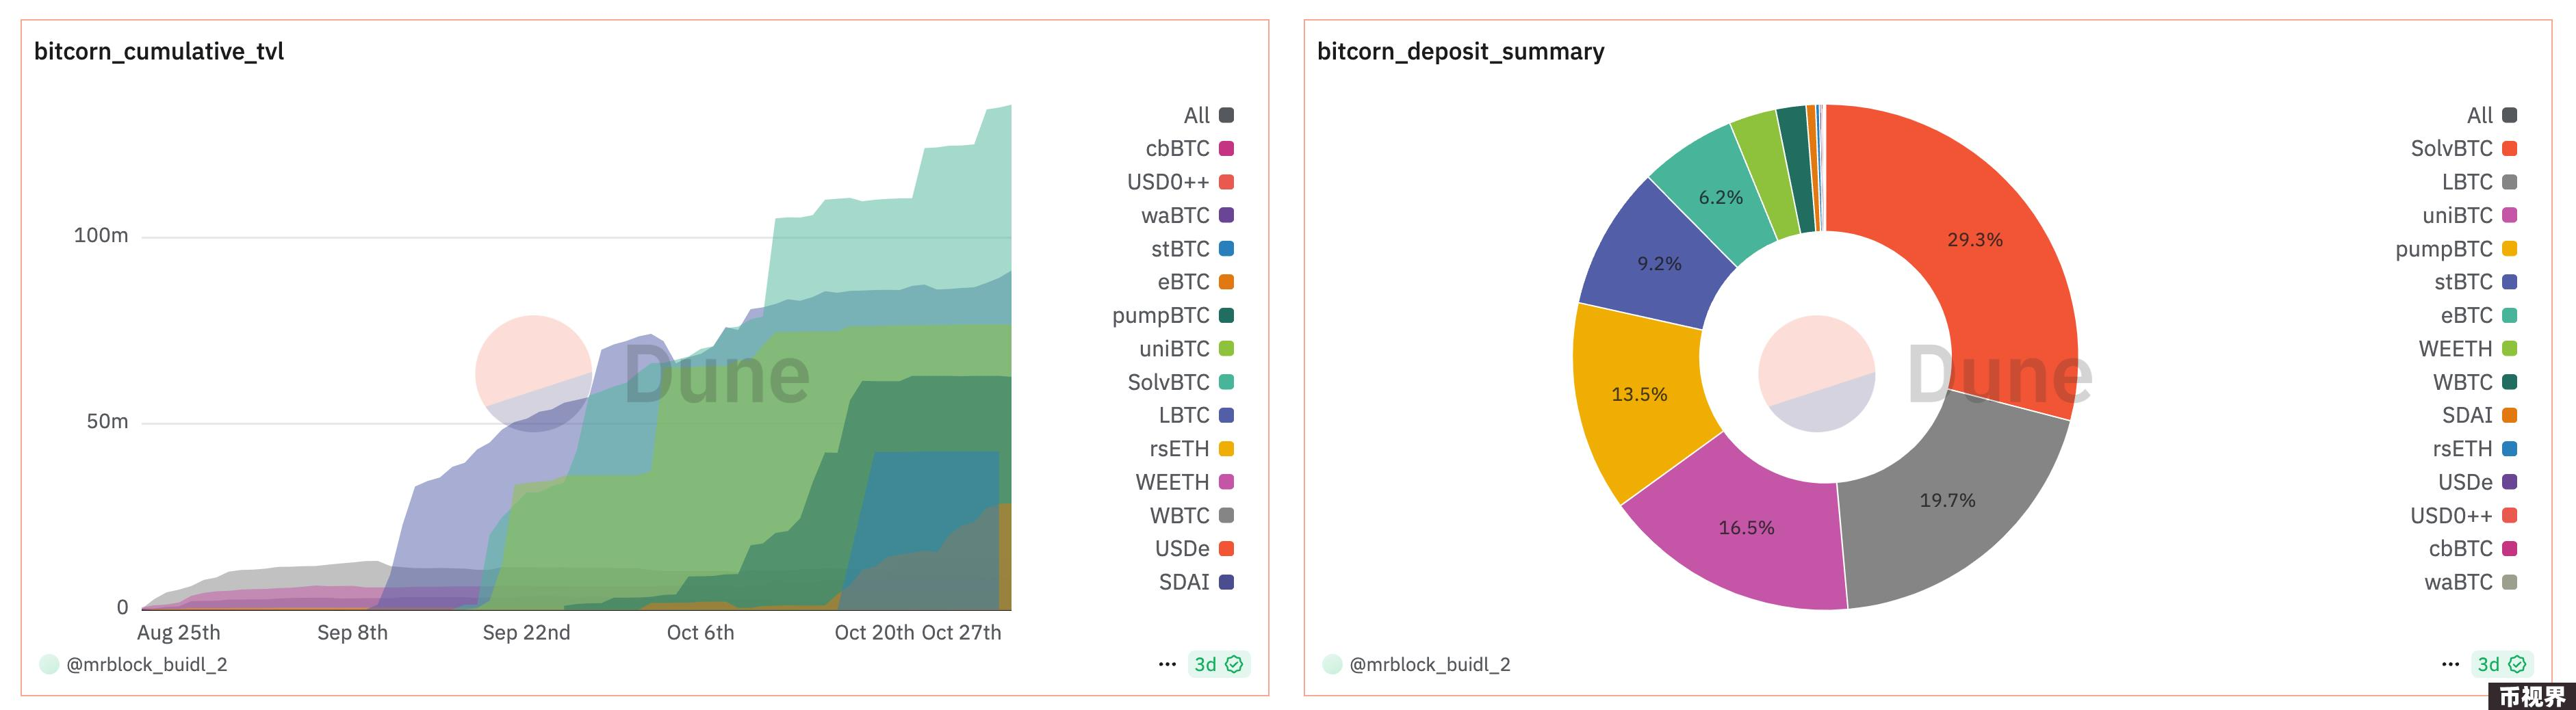 bitcorn_cumulative_tvl
100m
50m
0
Aug 25th
Sep 8th
Sep 22nd
Oct 6th
Oct 20th
Oct 27th
Dune
All
cbBTC
USD0++
waBTC
stBTC
eBTC
pumpBTC
uniBTC
SolvBTC
LBTC
rsETH
WEETH
WBTC
USDe
SDAI
@mrblock_buidl_2
3d
bitcorn_deposit_summary
29.3%
19.7%
16.5%
13.5%
9.2%
6.2%
Dune
All
SolvBTC
LBTC
uniBTC
pumpBTC
stBTC
eBTC
WEETH
WBTC
SDAI
rsETH
USDe
USD0++
cbBTC
waBTC
@mrblock_buidl_2
3d
币视界